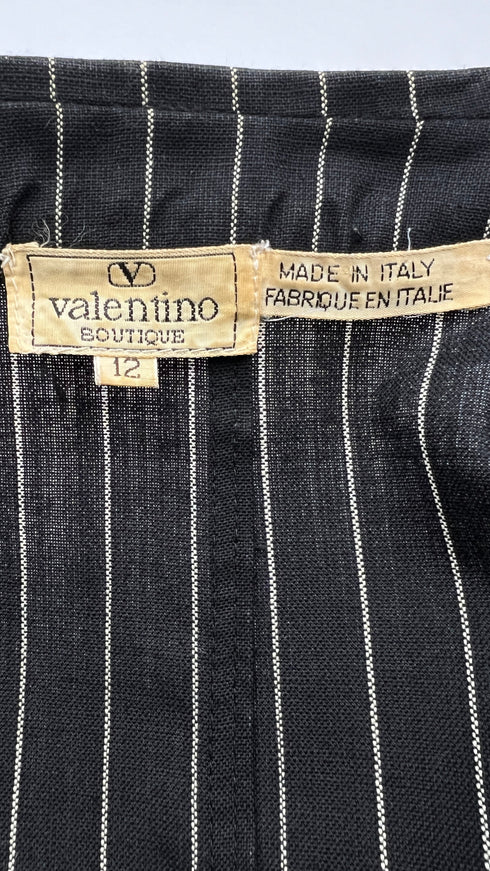 V
valentino
BOUTIQUE
12
MADE IN ITALY
FABRIQUE EN ITALIE